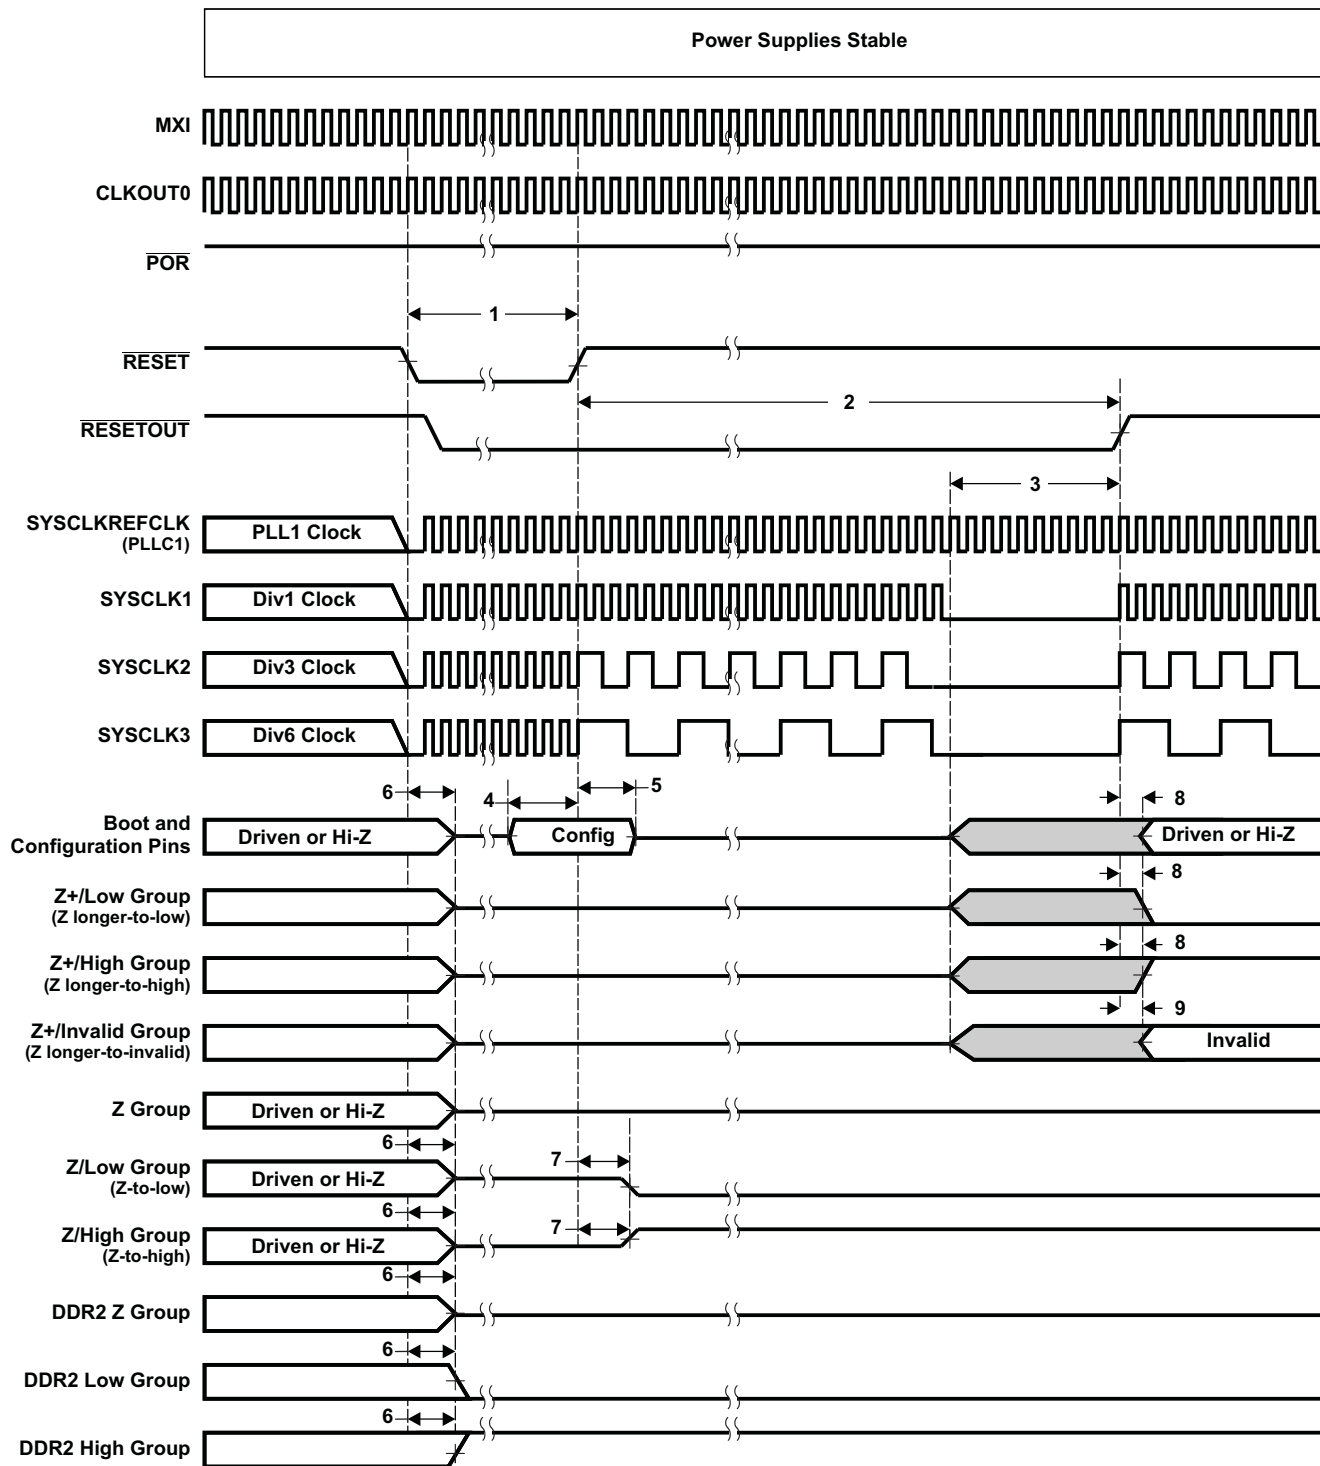 Power Supplies Stable
MXI
CLKOUT0
POR
1
RESET
2
RESETOUT
3
SYSCLKREFCLK
(PLLC1)
PLL1 Clock
SYSCLK1
Div1 Clock
SYSCLK2
Div3 Clock
SYSCLK3
Div6 Clock
6
4
5
8
Boot and
Configuration Pins
Driven or Hi-Z
Config
Driven or Hi-Z
8
Z+/Low Group
(Z longer-to-low)
8
Z+/High Group
(Z longer-to-high)
9
Z+/Invalid Group
(Z longer-to-invalid)
Invalid
Z Group
Driven or Hi-Z
6
7
Z/Low Group
(Z-to-low)
Driven or Hi-Z
6
7
Z/High Group
(Z-to-high)
Driven or Hi-Z
6
DDR2 Z Group
6
DDR2 Low Group
6
DDR2 High Group